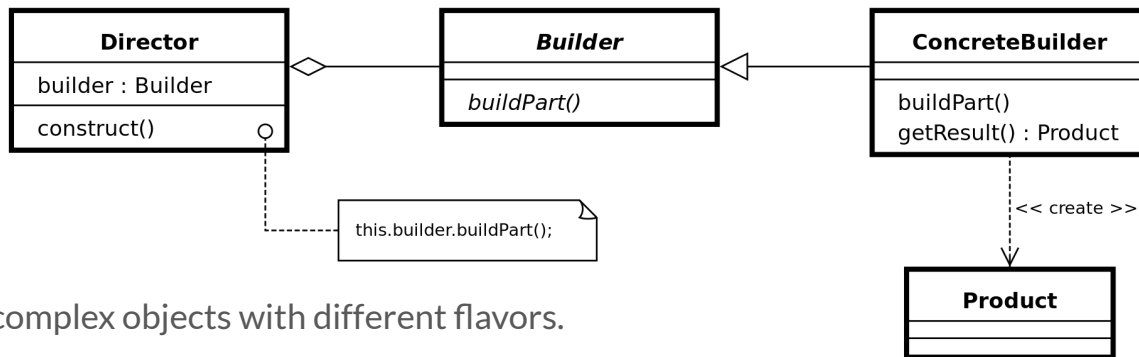 Director
builder : Builder
construct()
Builder
buildPart()
ConcreteBuilder
buildPart()
getResult() : Product
this.builder.buildPart();
<< create >>
Product
complex objects with different flavors.